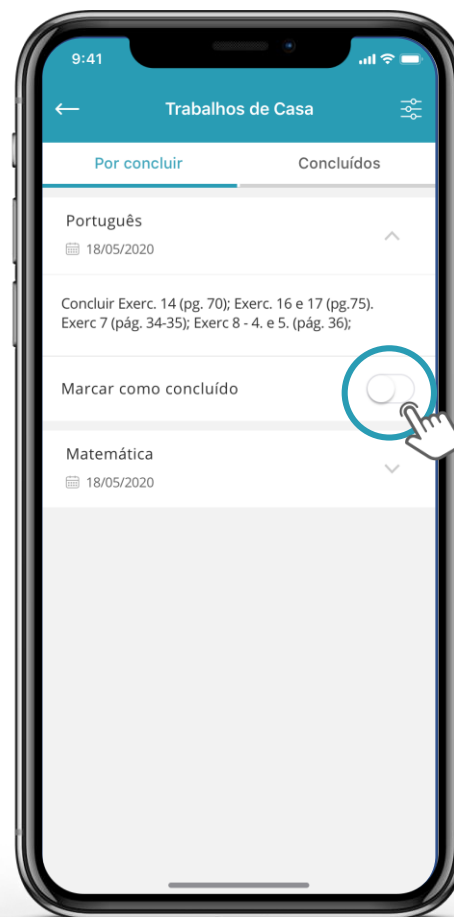 9:41
Trabalhos de Casa
Por concluir
Concluídos
Português
18/05/2020
Concluir Exerc. 14 (pg. 70); Exerc. 16 e 17 (pg.75).
Exerc 7 (pág. 34-35); Exerc 8 - 4. e 5. (pág. 36);
Marcar como concluído
Matemática
18/05/2020